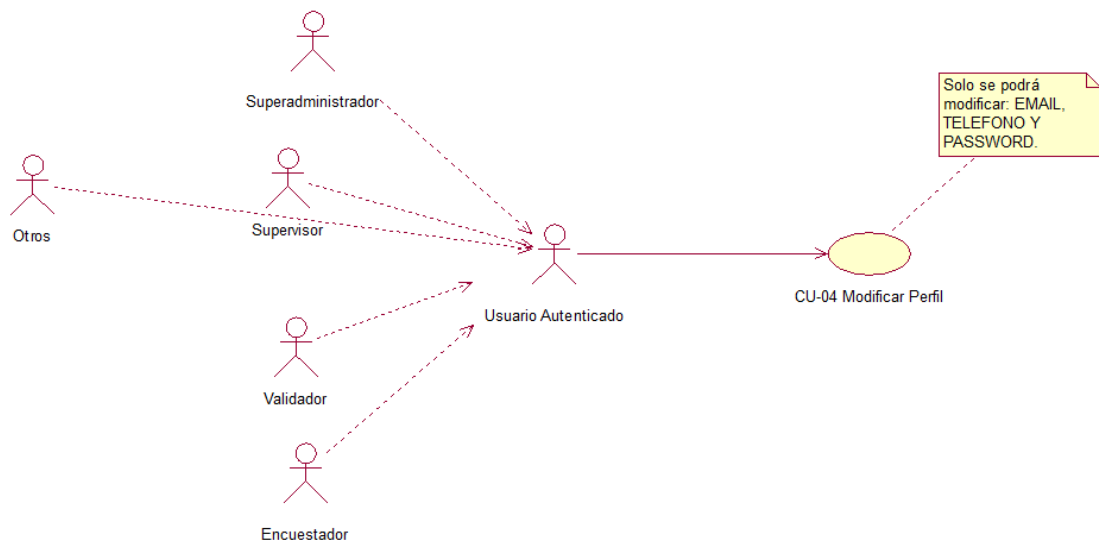 Superadministrador
Solo se podrá
modificar: EMAIL,
TELEFONO Y
PASSWORD.
Otros
Supervisor
Usuario Autenticado
CU-04 Modificar Perfil
Validador
Encuestador